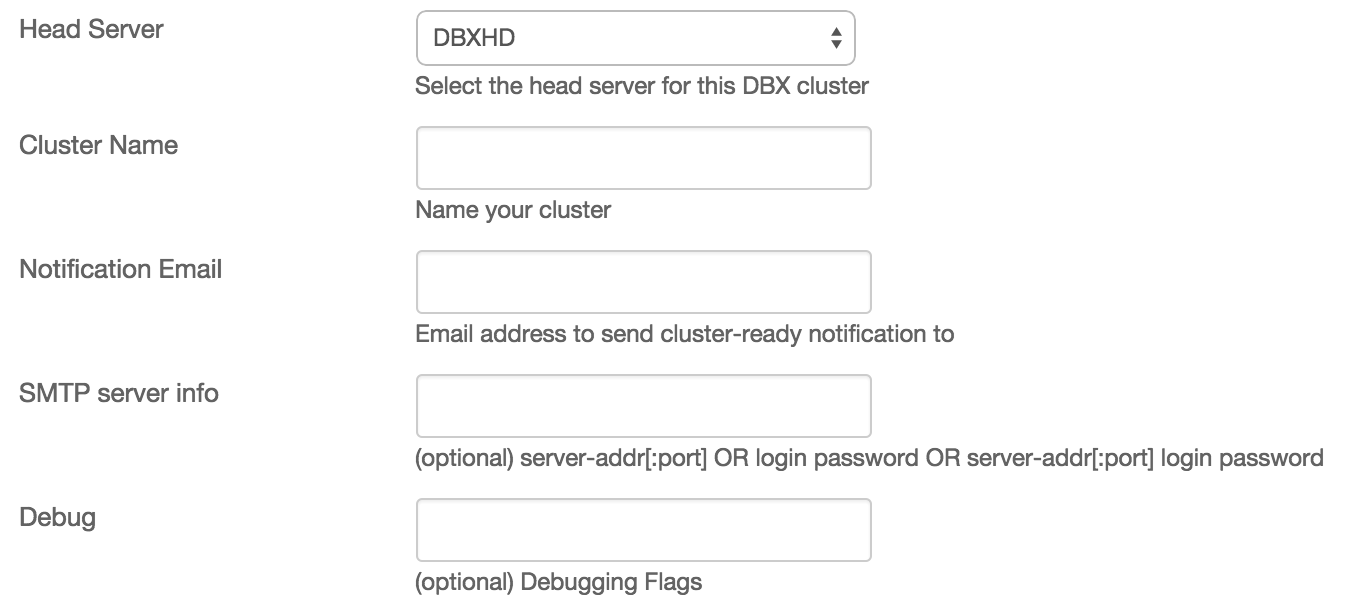 Head Server
DBXHD
Select the head server for this DBX cluster
Cluster Name
Name your cluster
Notification Email
Email address to send cluster-ready notification to
SMTP server info
(optional) server-addr[:port] OR login password OR server-addr[:port] login password
Debug
(optional) Debugging Flags